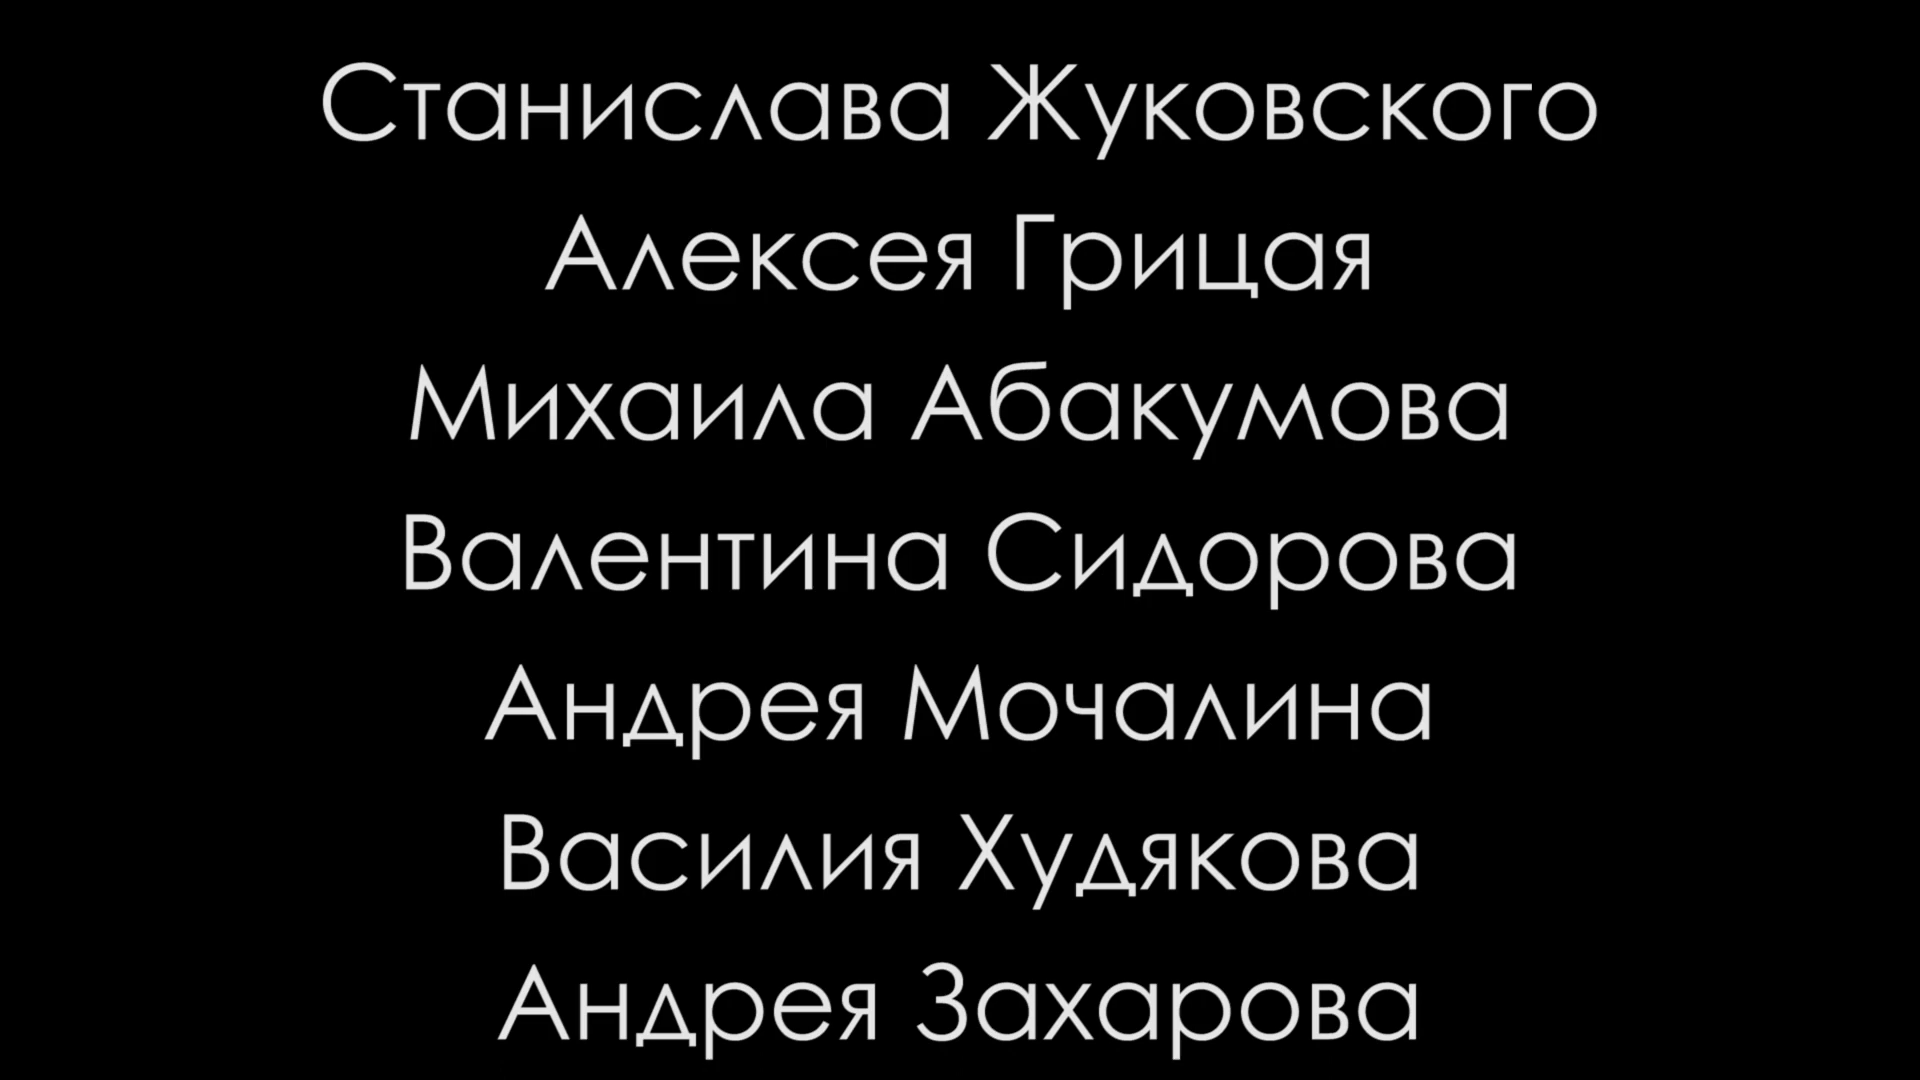 Станислава Жуковского
Алексея Грицая
Михаила Абакумова
Валентина Сидорова
Андрея Мочалина
Василия Худякова
Андрея Захарова